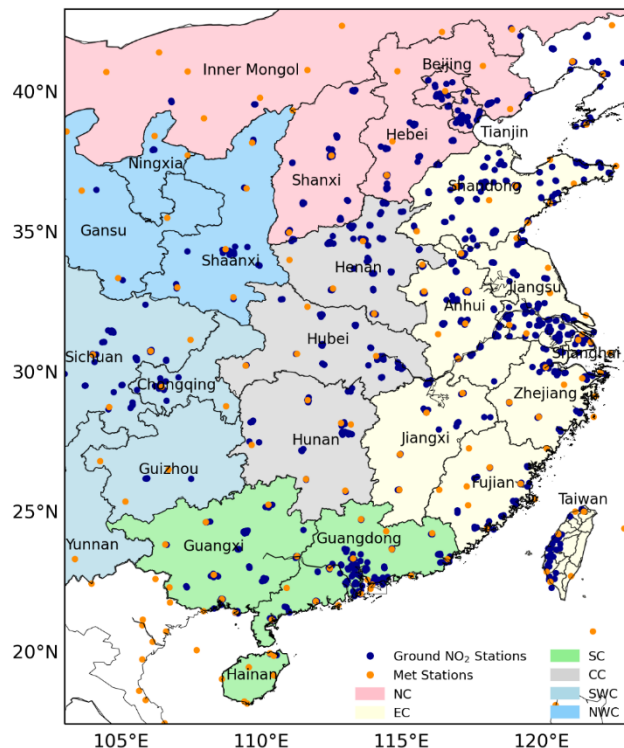 40°N
35°N
30°N
25°N
20°N
Inner Mongol
Beijing
Tianjin
Hebei
Ningxia
Shanxi
Shandong
Gansu
Shaanxi
Henan
Jiangsu
Anhui
Hubei
Shanghai
Sichuan
Chongqing
Zhejiang
Hunan
Jiangxi
Guizhou
Fujian
Taiwan
Yunnan
Guangxi
Guangdong
Hainan
Ground NO₂ Stations
Met Stations
NC
EC
SC
CC
SWC
NWC
105°E 110°E 115°E 120°E